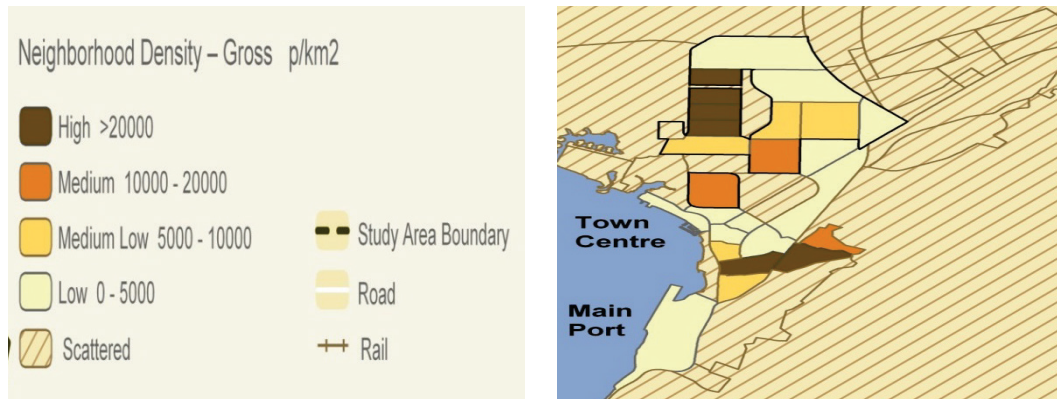 Neighborhood Density – Gross p/km2
High >20000
Medium 10000 - 20000
Medium Low 5000 - 10000
Low 0 - 5000
Scattered
Study Area Boundary
Road
Rail
Town
Centre
Main
Port